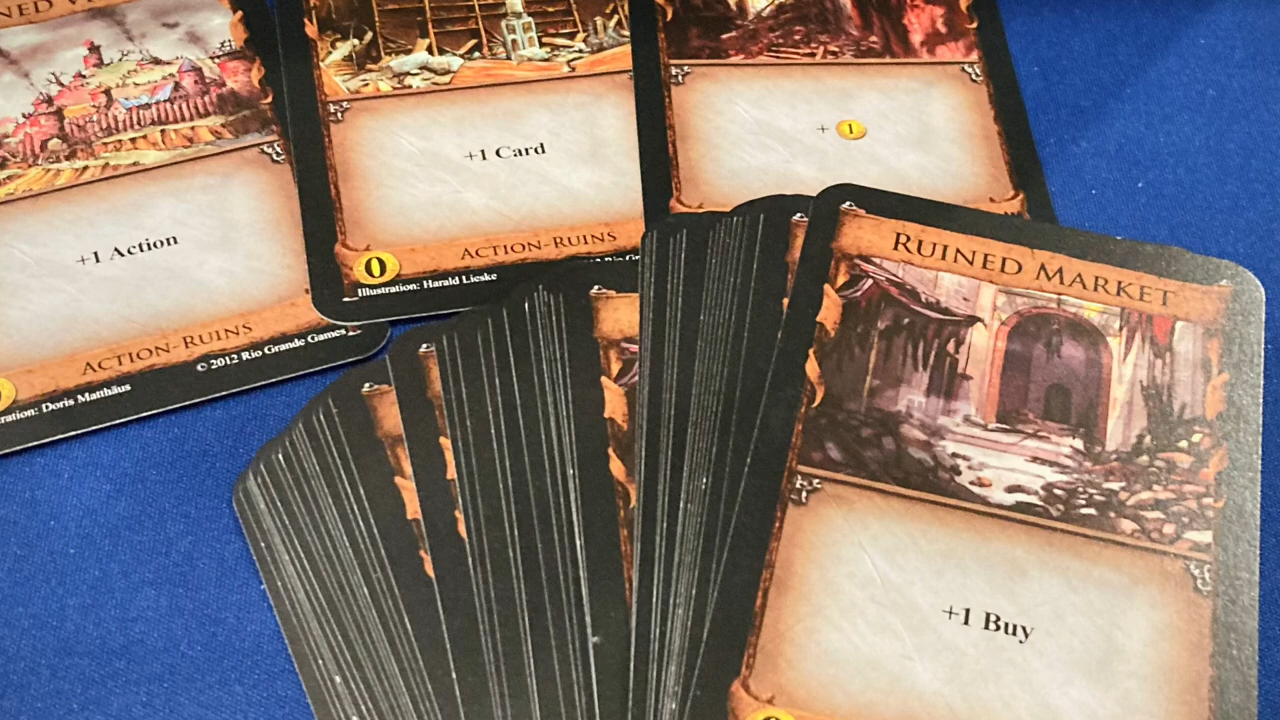 +1 Action
ACTION-RUINS
© 2012 Rio Grande Games
Illustration: Doris Matthäus
+1 Card
0
ACTION-RUINS
Illustration: Harald Lieske
+ 1
RUINED MARKET
+1 Buy